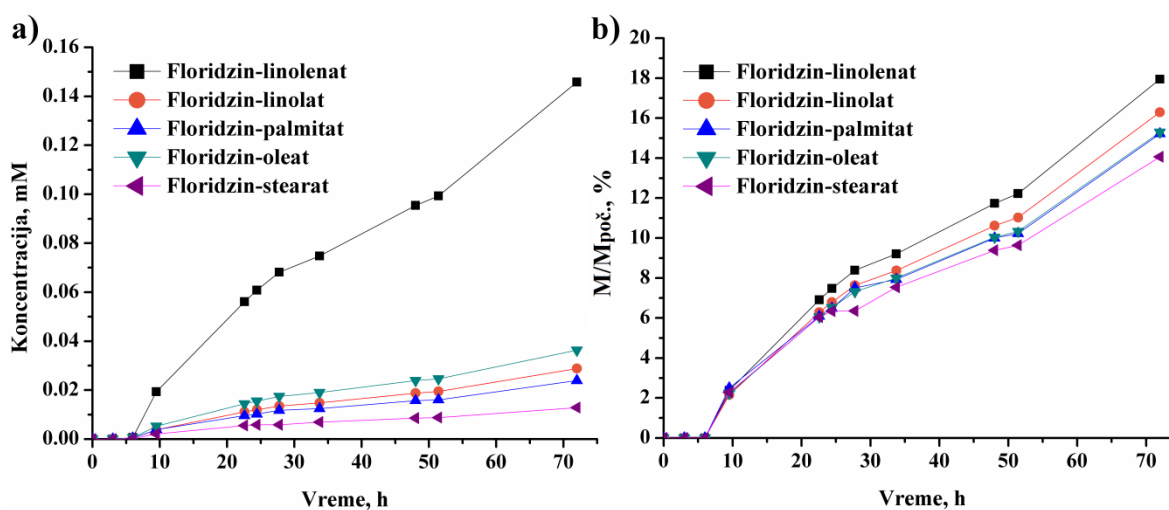 a)
Koncentracija, mM
0.16
0.14
0.12
0.10
0.08
0.06
0.04
0.02
0.00
Floridzin-linolenat
Floridzin-linolat
Floridzin-palmitat
Floridzin-oleat
Floridzin-stearat
0 10 20 30 40 50 60 70
Vreme, h
b)
M/Mpoč., %
20
18
16
14
12
10
8
6
4
2
0
Floridzin-linolenat
Floridzin-linolat
Floridzin-palmitat
Floridzin-oleat
Floridzin-stearat
0 10 20 30 40 50 60 70
Vreme, h